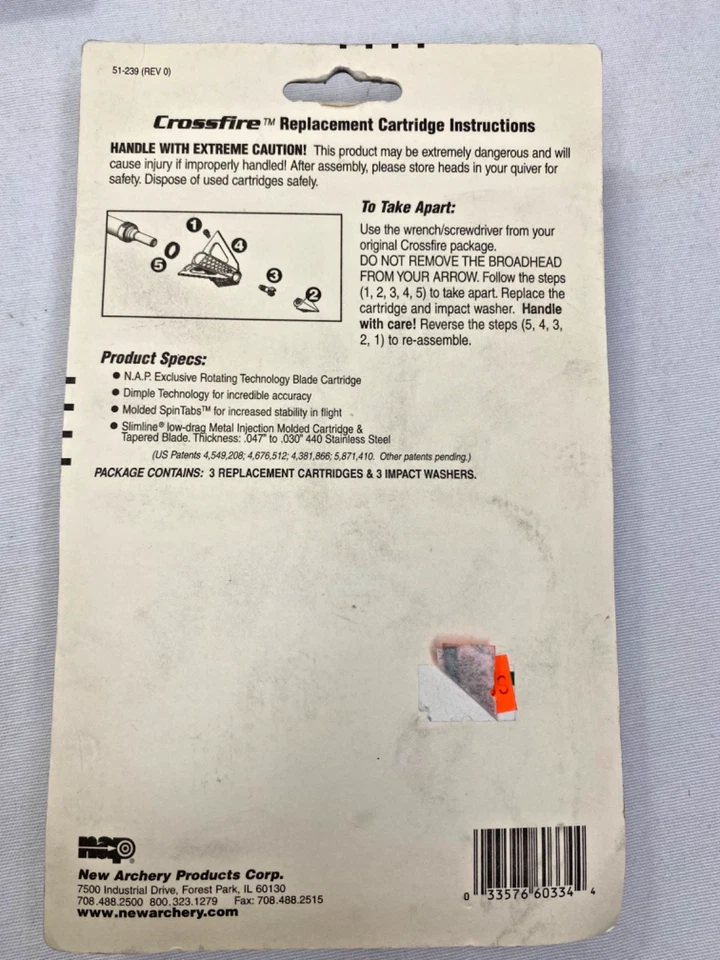 51-239 (REV 0)
Crossfire™ Replacement Cartridge Instructions
HANDLE WITH EXTREME CAUTION! This product may be extremely dangerous and will
cause injury if improperly handled! After assembly, please store heads in your quiver for
safety. Dispose of used cartridges safely.
1
4
5
3
2
To Take Apart:
Use the wrench/screwdriver from your
original Crossfire package.
DO NOT REMOVE THE BROADHEAD
FROM YOUR ARROW. Follow the steps
(1, 2, 3, 4, 5) to take apart. Replace the
cartridge and impact washer. Handle
with care! Reverse the steps (5, 4, 3,
2, 1) to re-assemble.
Product Specs:
● N.A.P. Exclusive Rotating Technology Blade Cartridge
● Dimple Technology for incredible accuracy
● Molded SpinTabs™ for increased stability in flight
● Slimline® low-drag Metal Injection Molded Cartridge &
Tapered Blade. Thickness: .047" to .030" 440 Stainless Steel
(US Patents 4,549,208; 4,676,512; 4,381,866; 5,871,410. Other patents pending.)
PACKAGE CONTAINS: 3 REPLACEMENT CARTRIDGES & 3 IMPACT WASHERS.
nap®
New Archery Products Corp.
7500 Industrial Drive, Forest Park, IL 60130
708.488.2500 800.323.1279 Fax: 708.488.2515
www.newarchery.com
0 33576 60334 4